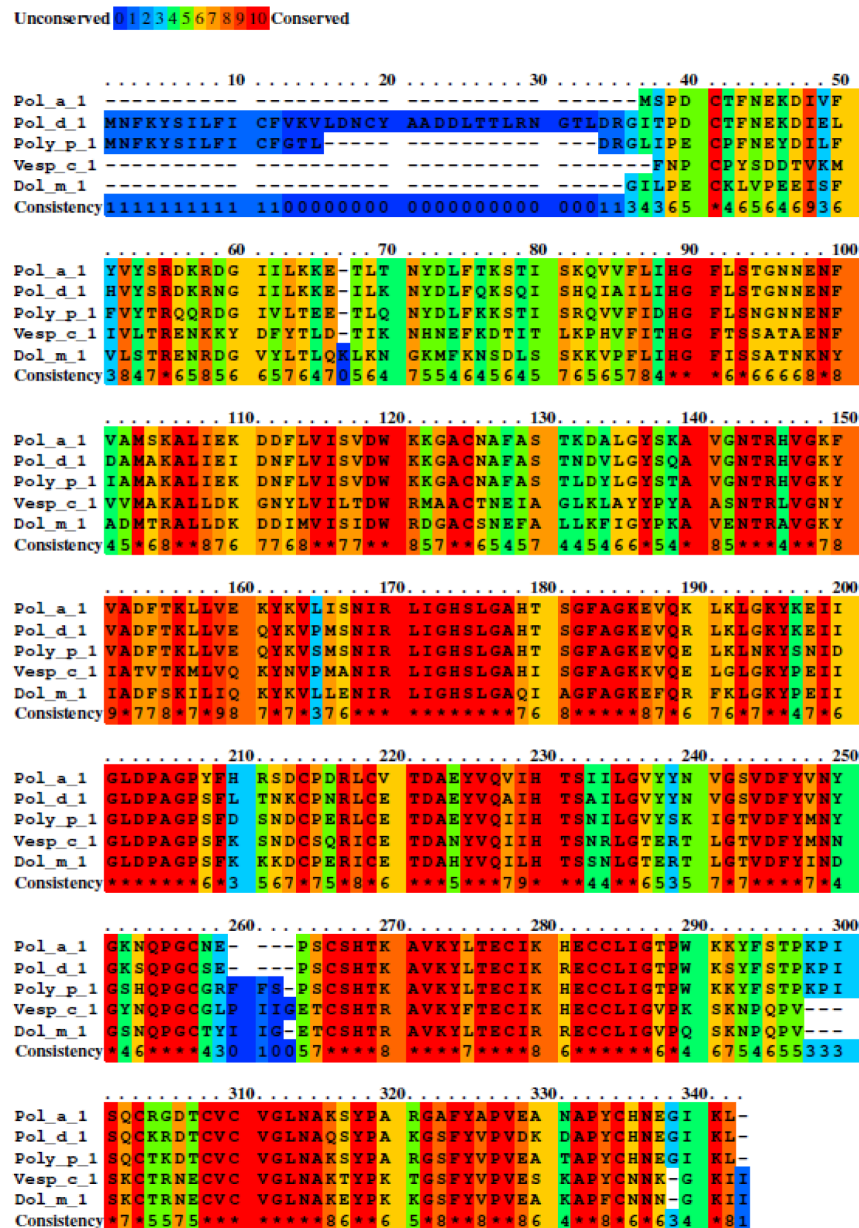 Unconserved 0 1 2 3 4 5 6 7 8 9 10 Conserved
. . . . . . . . . 10 . . . . . . . . . 20 . . . . . . . . . 30 . . . . . . . . . 40 . . . . . . . . . 50
Pol_a_1 ---------- ---------- ---------- ------MSPD CTFNEKDIVF
Pol_d_1 MNFKYSILFI CFVKVLDNCY AADDLTTLRN GTLDRGITPD CTFNEKDIEL
Poly_p_1 MNFKYSILFI CFGTL----- ---------- ---DRGLIPE CPFNEYDILF
Vesp_c_1 ---------- ---------- ---------- ------FNP CPYSDDTVKM
Dol_m_1 ---------- ---------- ---------- -----GILPE CKLVPEEISF
Consistency 1111111111 1100000000 0000000000 0001134365 *465646936
. . . . . . . . . 60 . . . . . . . . . 70 . . . . . . . . . 80 . . . . . . . . . 90 . . . . . . . . . 100
Pol_a_1 YVYSRDKRDG IILKKE-TLT NYDLFTKSTI SKQVVFLIHG FLSTGNNENF
Pol_d_1 HVYSRDKRNG IILKKE-ILK NYDLFQKSQI SHQIAILIHG FLSTGNNENF
Poly_p_1 FVYTRQQRDG IVLTEE-TLQ NYDLFKKSTI SRQVVFIDHG FLSNGNNENF
Vesp_c_1 IVLTRENKKY DFYTLD-TIK NHNEFKDTIT LKPHVFITHG FTSSATAENF
Dol_m_1 VLSTRENRDG VYLTLQKLKN GKMFKNSDLS SKKVPFLIHG FISSATNKNY
Consistency 3847*65856 6576470564 7554645645 76565784** *6*66668*8
. . . . . . . . . 110 . . . . . . . . . 120 . . . . . . . . . 130 . . . . . . . . . 140 . . . . . . . . . 150
Pol_a_1 VAMSKALIEK DDFLVISVDW KKGACNAFAS TKDALGYSKA VGNTRHVGKF
Pol_d_1 DAMAKALIEI DNFLVISVDW KKGACNAFAS TNDVLGYSQA VGNTRHVGKY
Poly_p_1 IAMAKALIEK DNFLVISVDW KKGACNAFAS TLDYLGYSTA VGNTRHVGKY
Vesp_c_1 VVMAKALLDK GNYLVILTDW RMAACTNEIA GLKLAYYPYA ASNTRLVGNY
Dol_m_1 ADMTRALLDK DDIMVISIDW RDGACSNEFA LLKFIGYPKA VENTRAVGKY
Consistency 45*68**876 7768**77** 857**65457 445466*54* 85***4**78
. . . . . . . . . 160 . . . . . . . . . 170 . . . . . . . . . 180 . . . . . . . . . 190 . . . . . . . . . 200
Pol_a_1 VADFTKLLVE KYKVLISNIR LIGHSLGAHT SGFAGKEVQK LKLGKYKEII
Pol_d_1 VADFTKLLVE QYKVPMSNIR LIGHSLGAHT SGFAGKEVQR LKLGKYKEII
Poly_p_1 VADFTKLLVE QYKVSMSNIR LIGHSLGAHT SGFAGKEVQE LKLNKYSNID
Vesp_c_1 IATVTKMLVQ KYNVPMANIR LIGHSLGAHI SGFAGKKVQE LGLGKYPEII
Dol_m_1 IADFSKILIQ KYKVLLENIR LIGHSLGAQI AGFAGKEFQR FKLGKYPEII
Consistency 9*778*7*98 *7*7*376** ********76 8*****87*6 76*7**47*6
. . . . . . . . . 210 . . . . . . . . . 220 . . . . . . . . . 230 . . . . . . . . . 240 . . . . . . . . . 250
Pol_a_1 GLDPAGPYFH RSDCPDRLCV TDAEYVQVIH TSIILGVYYN VGSVDFYVNY
Pol_d_1 GLDPAGPSFL TNKCPNRLCE TDAEYVQAIH TSAILGVYYN VGSVDFYVNY
Poly_p_1 GLDPAGPSFD SNDCPERLCE TDAEYVQIIH TSNILGVYSK IGTVDFYMNY
Vesp_c_1 GLDPAGPSFK SNDCSQRICE TDANYVQIIH TSNRLGTERT LGTVDFYMNN
Dol_m_1 GLDPARPSFK KKDCPERICE TDAHYVQILH TSSNLGTERT LGTVDFYIND
Consistency *******6*3 567*75*8*6 ***5***79* **44**6535 7*7****7*4
. . . . . . . . . 260 . . . . . . . . . 270 . . . . . . . . . 280 . . . . . . . . . 290 . . . . . . . . . 300
Pol_a_1 GKNQPGCNE- ---PSCSHTK AVKYLTECIK HECCLIGTPW KKYFSTPKPI
Pol_d_1 GKSQPGCSE- ---PSCSHTK AVKYLTECIK RECCLIGTPW KSYFSTPKPI
Poly_p_1 GSHQPGCGRF FS-PSCSHTK AVKYLTECIK HECCLIGTPW KKYFSTPKPI
Vesp_c_1 GYNQPGCGLP IIGETCSHTR AVKYFTECIK HECCLIGVPK SKNPQPV---
Dol_m_1 GSNQPGCTYI IG-ETCSHTR AVKYLTECIR RECCLIGVPQ SKNPQPV---
Consistency *46****430 10057****8 ****7****8 6******6*4 6754655333
. . . . . . . . . 310 . . . . . . . . . 320 . . . . . . . . . 330 . . . . . . . . . 340 . . .
Pol_a_1 SQCRGDTCVC VGLNAKSYPA RGAFYAPVEA NAPYCHNEGI KL-
Pol_d_1 SQCKRDTCVC VGLNAQSYPA KGSFYVPVDK DAPYCHNEGI KL-
Poly_p_1 SQCTKDTCVC VGLNAKSYPA RGSFYVPVEA TAPYCHNEGI KL-
Vesp_c_1 SKCTRNECVC VGLNAKTYPK TGSFYVPVES KAPYCNNK-G KII
Dol_m_1 SKCTRNECVC VGLNAKEYPK KGSFYVPVEA KAPFCNNN-G KII
Consistency *7*5575*** *****86**6 5*8**8**86 4**8*6*634 *81